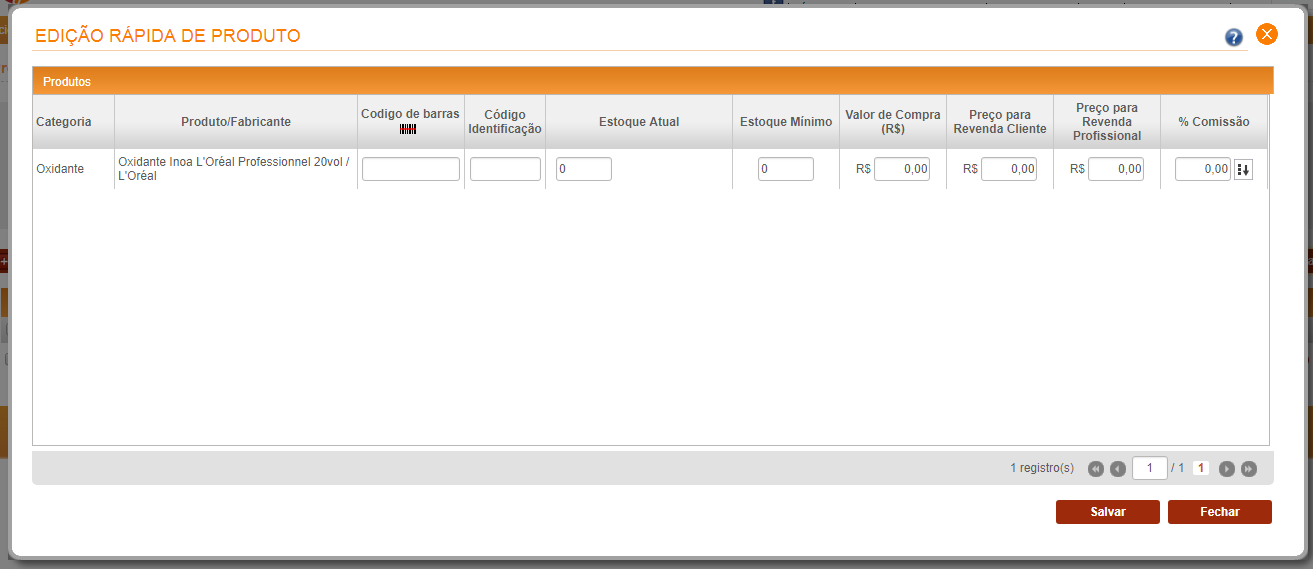 EDIÇÃO RÁPIDA DE PRODUTO
?
Produtos
Categoria
Produto/Fabricante
Codigo de barras
Código
Identificação
Estoque Atual
Estoque Mínimo
Valor de Compra
(R$)
Preço para
Revenda Cliente
Preço para
Revenda
Profissional
% Comissão
Oxidante
Oxidante Inoa L'Oréal Professionnel 20vol /
L'Oréal
0
0
R$ 0,00
R$ 0,00
R$ 0,00
0,00
1 registro(s)
1 / 1 1
Salvar
Fechar